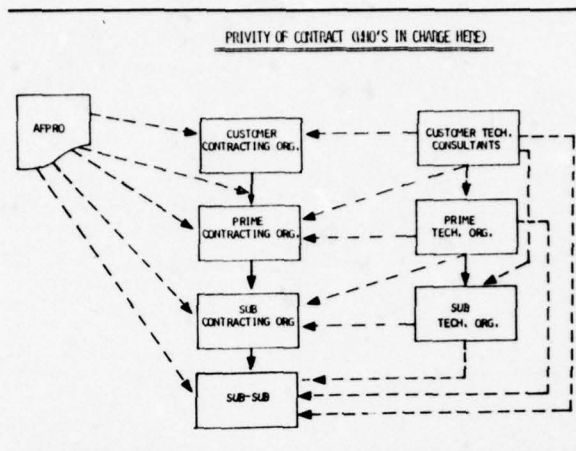 PRIVITY OF CONTRACT (WHO'S IN CHARGE HERE)
AFPRO
CUSTOMER
CONTRACTING ORG.
CUSTOMER TECH.
CONSULTANTS
PRIME
CONTRACTING ORG.
PRIME
TECH. ORG.
SUB
CONTRACTING ORG
SUB
TECH. ORG.
SUB-SUB